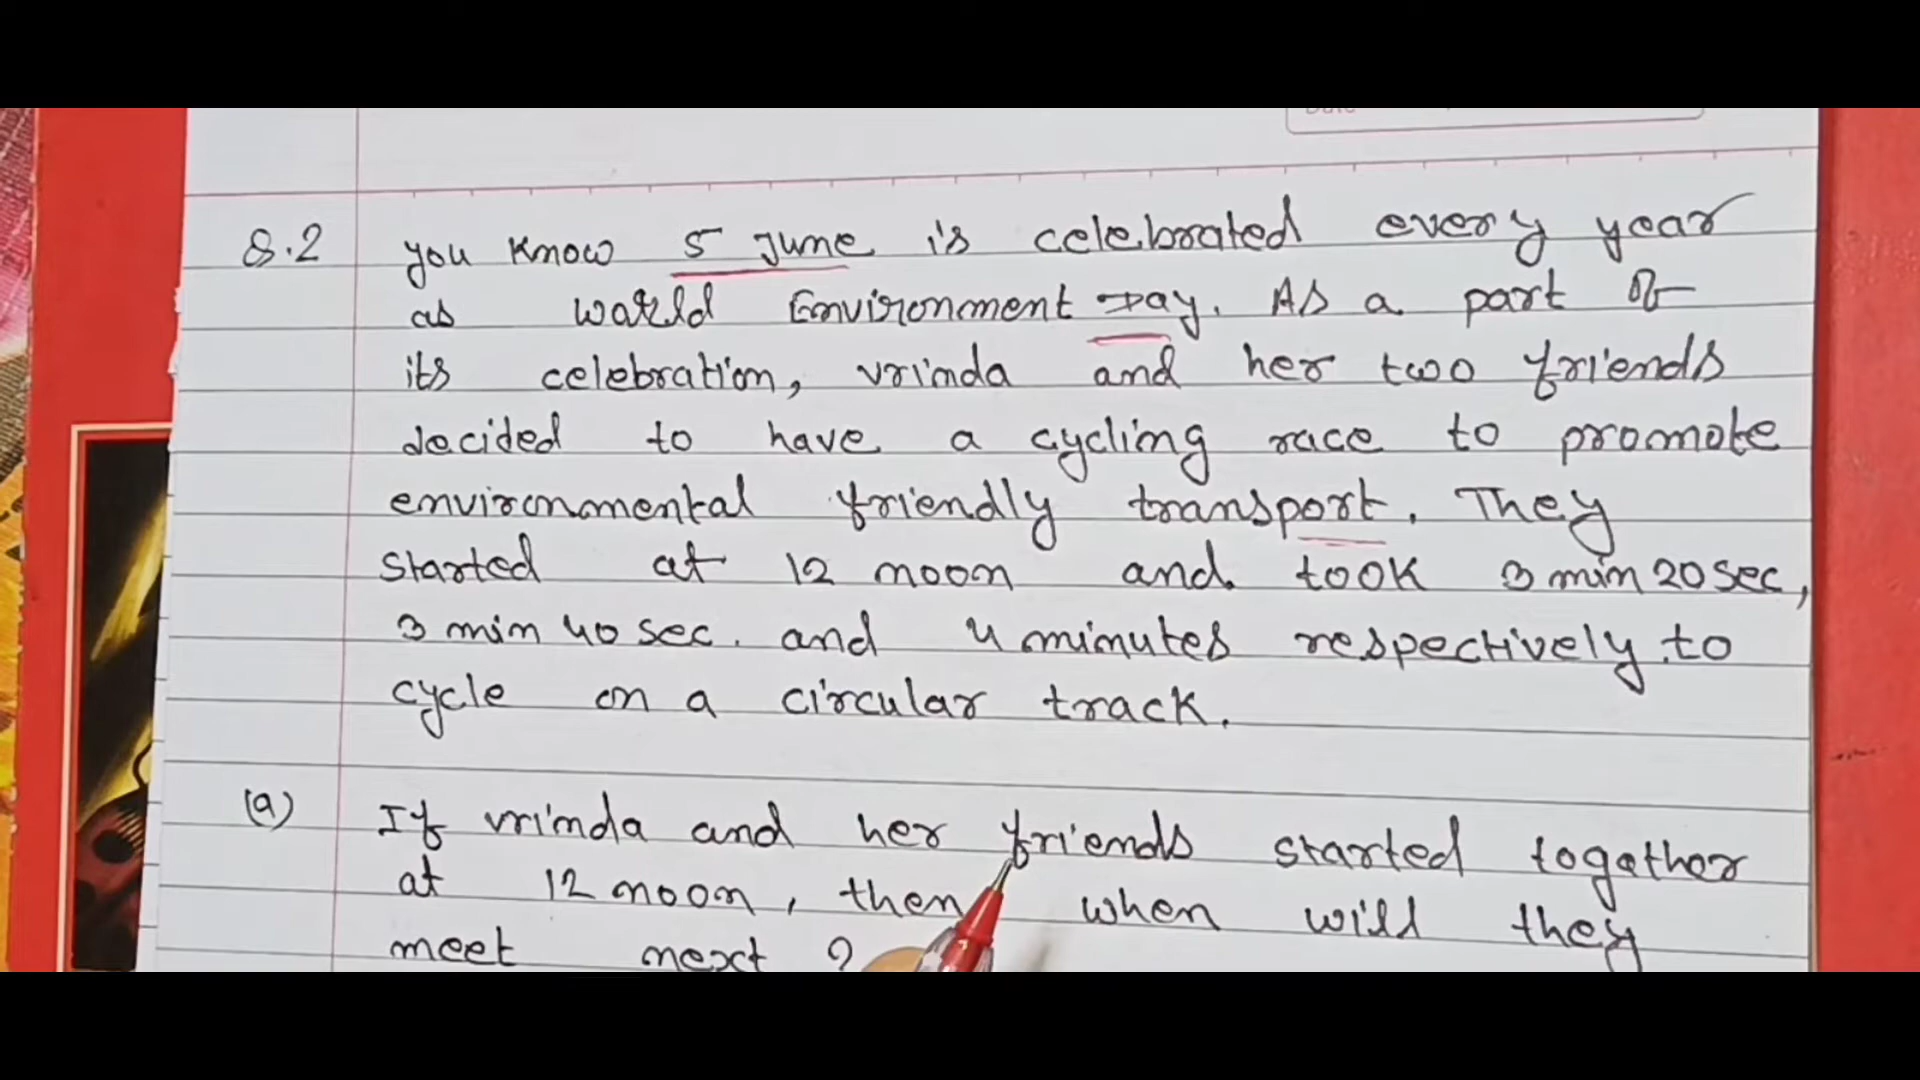 Q.2 you know 5 June is celebrated every year
as world Environment Day. As a part of
its celebration, vrinda and her two friends
decided to have a cycling race to promote
environmental friendly transport. They
started at 12 noon and took 3 min 20 sec,
3 min 40 sec. and 4 minutes respectively to
cycle on a circular track.
(a) If vrinda and her friends started togather
at 12 noon, then when will they
meet next ?